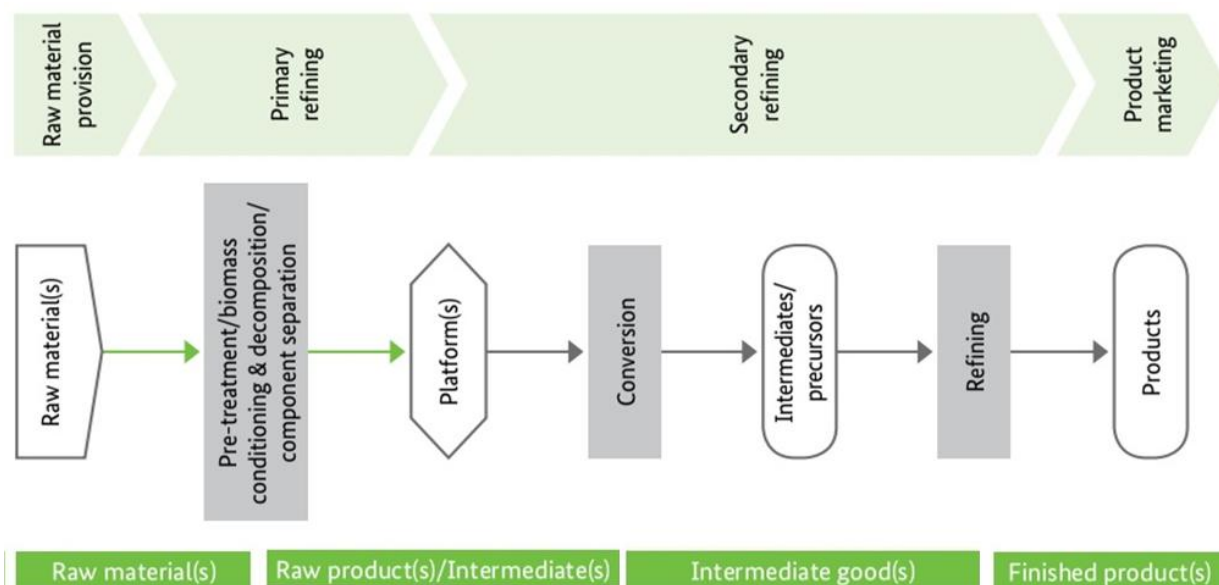 Raw material
provision
Primary
refining
Secondary
refining
Product
marketing
Raw material(s)
Pre-treatment/biomass
conditioning & decomposition/
component separation
Platform(s)
Conversion
Intermediates/
precursors
Refining
Products
Raw material(s)
Raw product(s)/Intermediate(s)
Intermediate good(s)
Finished product(s)